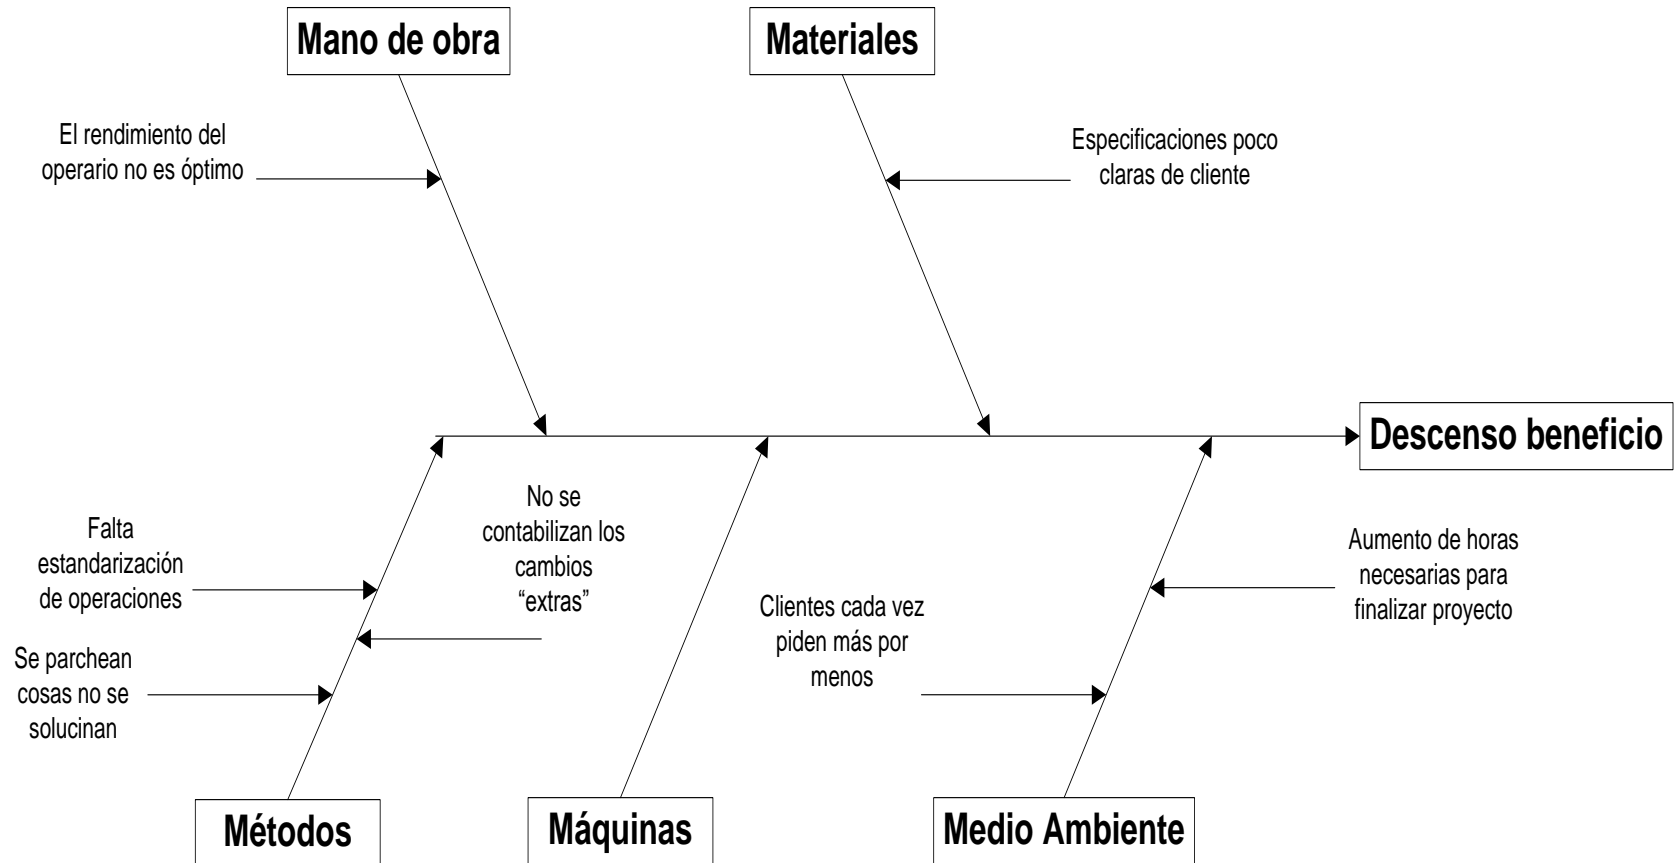 Mano de obra
Materiales
El rendimiento del
operario no es óptimo
Especificaciones poco
claras de cliente
Descenso beneficio
No se
contabilizan los
cambios
“extras”
Falta
estandarización
de operaciones
Aumento de horas
necesarias para
finalizar proyecto
Clientes cada vez
piden más por
menos
Se parchean
cosas no se
solucinan
Métodos
Máquinas
Medio Ambiente